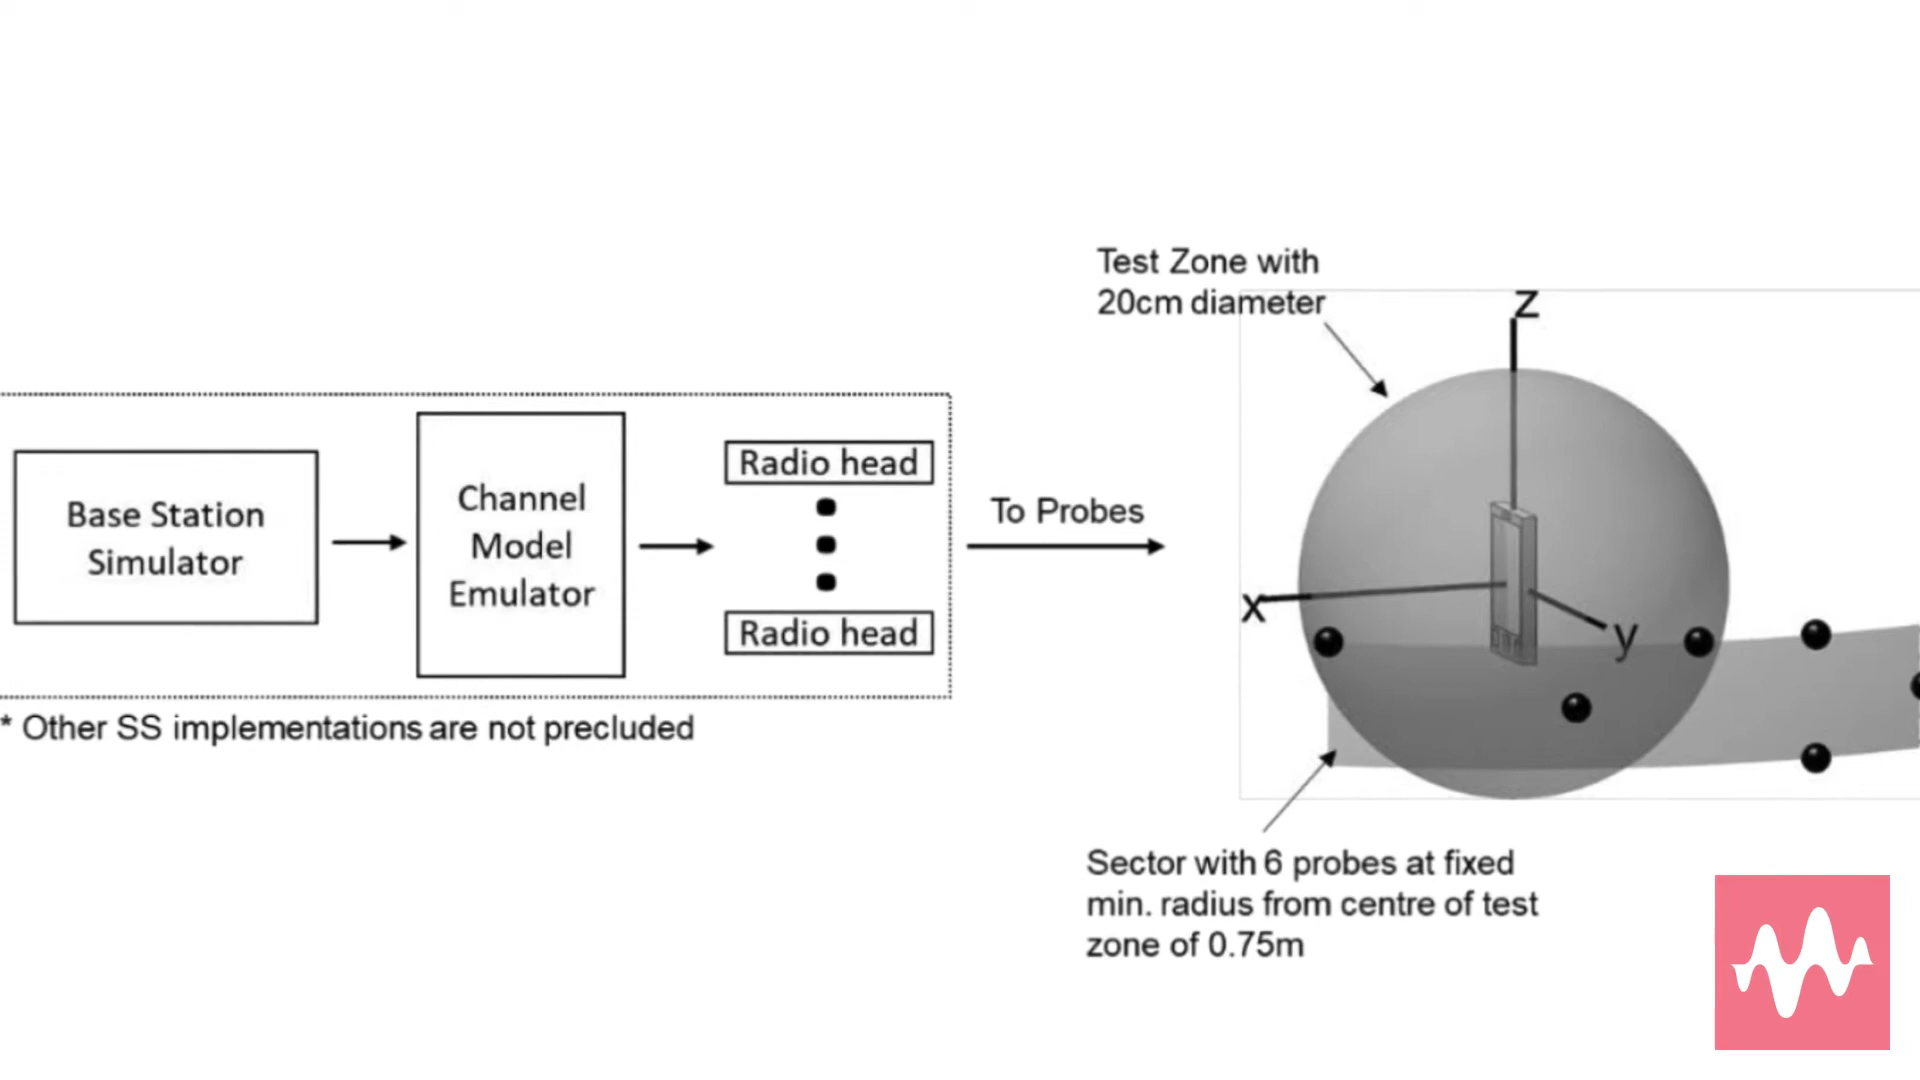 Test Zone with
20cm diameter
z
Base Station
Simulator
Channel
Model
Emulator
Radio head
Radio head
To Probes
x
y
* Other SS implementations are not precluded
Sector with 6 probes at fixed
min. radius from centre of test
zone of 0.75m